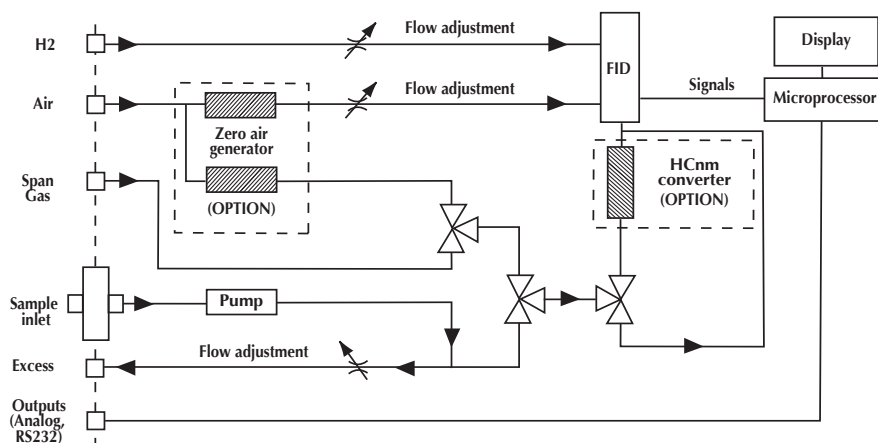 H2
Flow adjustment
FID
Display
Air
Flow adjustment
Signals
Microprocessor
Zero air
generator
Span
Gas
(OPTION)
HCnm
converter
(OPTION)
Sample
inlet
Pump
Excess
Flow adjustment
Outputs
(Analog,
RS232)